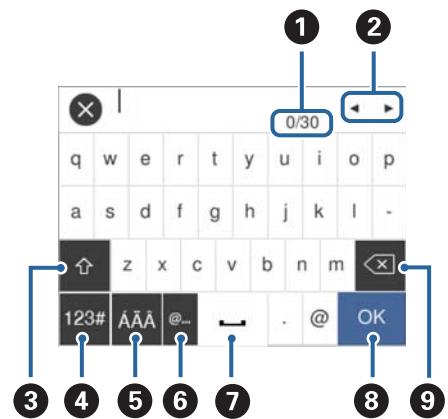 1 2
0/30 ◄ ►
q w e r t y u i o p
a s d f g h j k l -
z x c v b n m
123# ÁÃÂ @... . @ OK
3 4 5 6 7 8 9